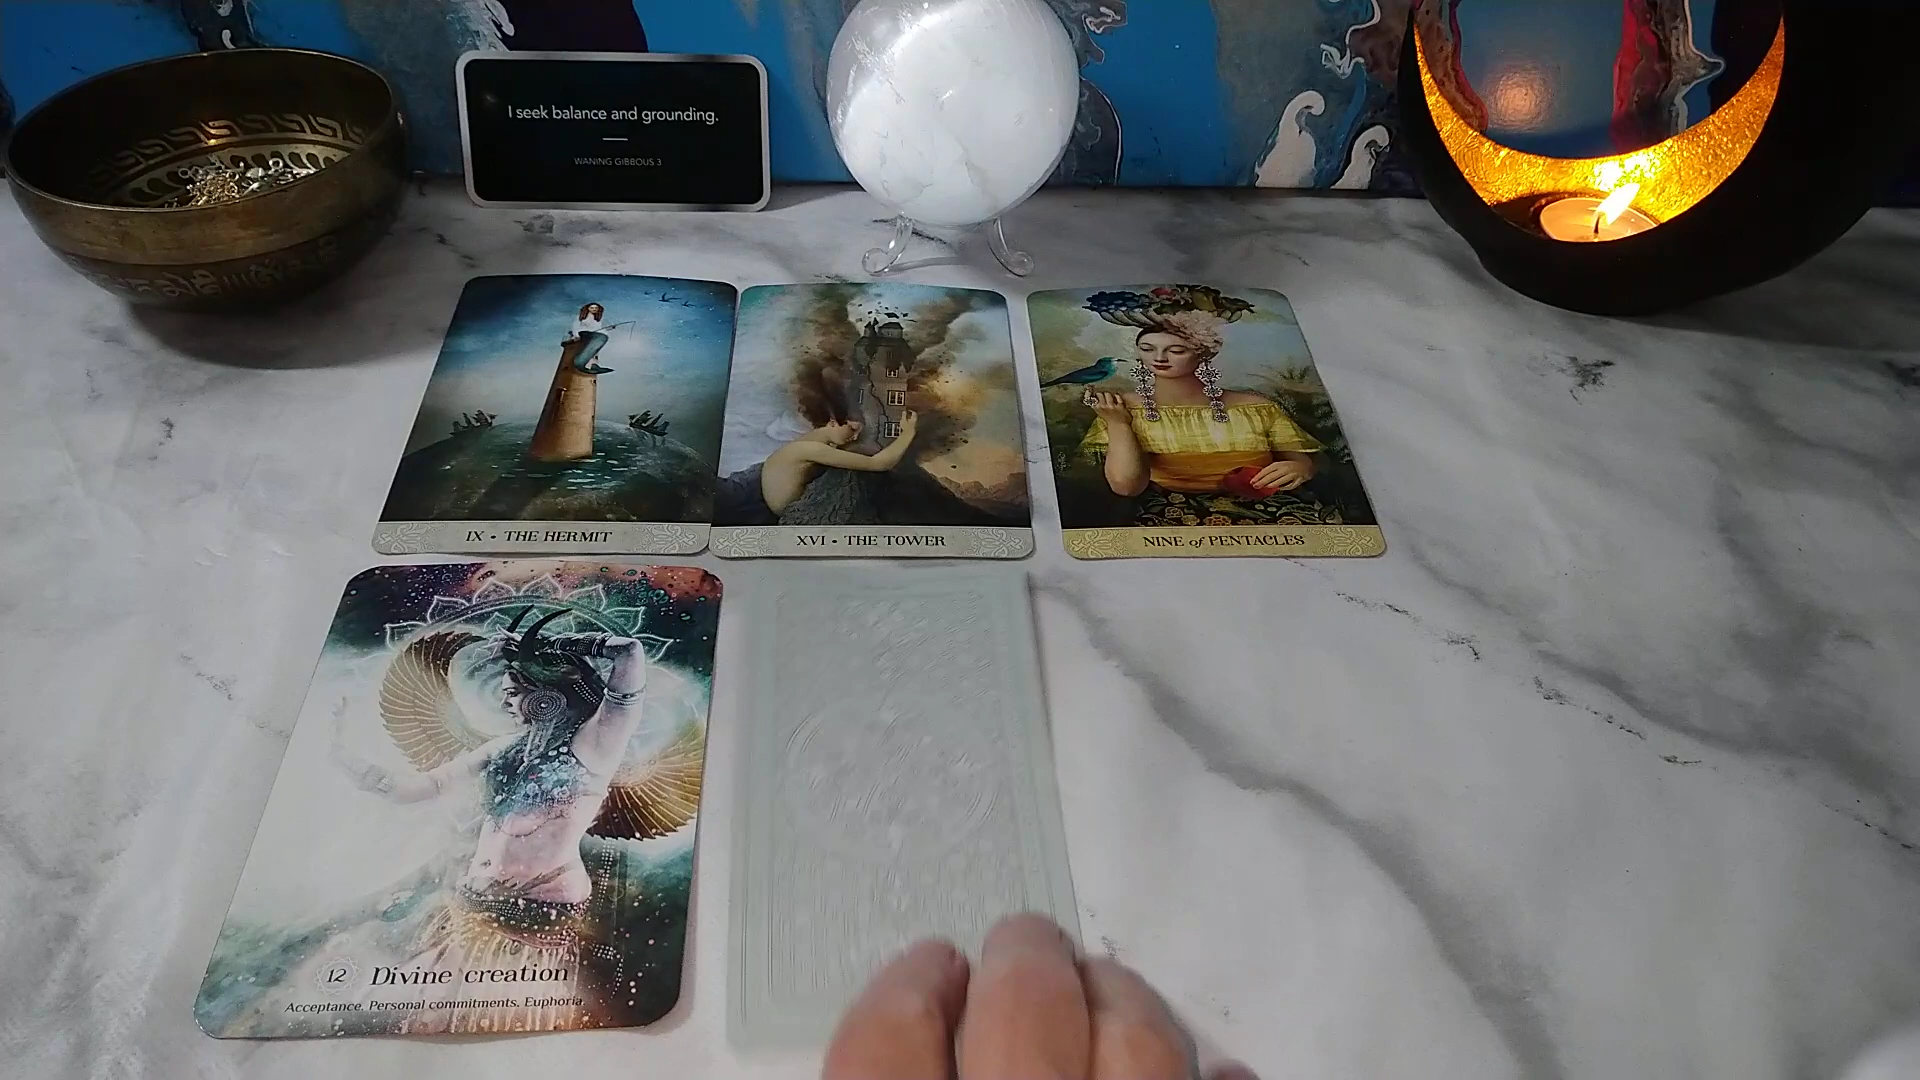 I seek balance and grounding.
WANING GIBBOUS 3
IX • THE HERMIT
XVI • THE TOWER
NINE of PENTACLES
12 Divine creation
Acceptance. Personal commitments. Euphoria.